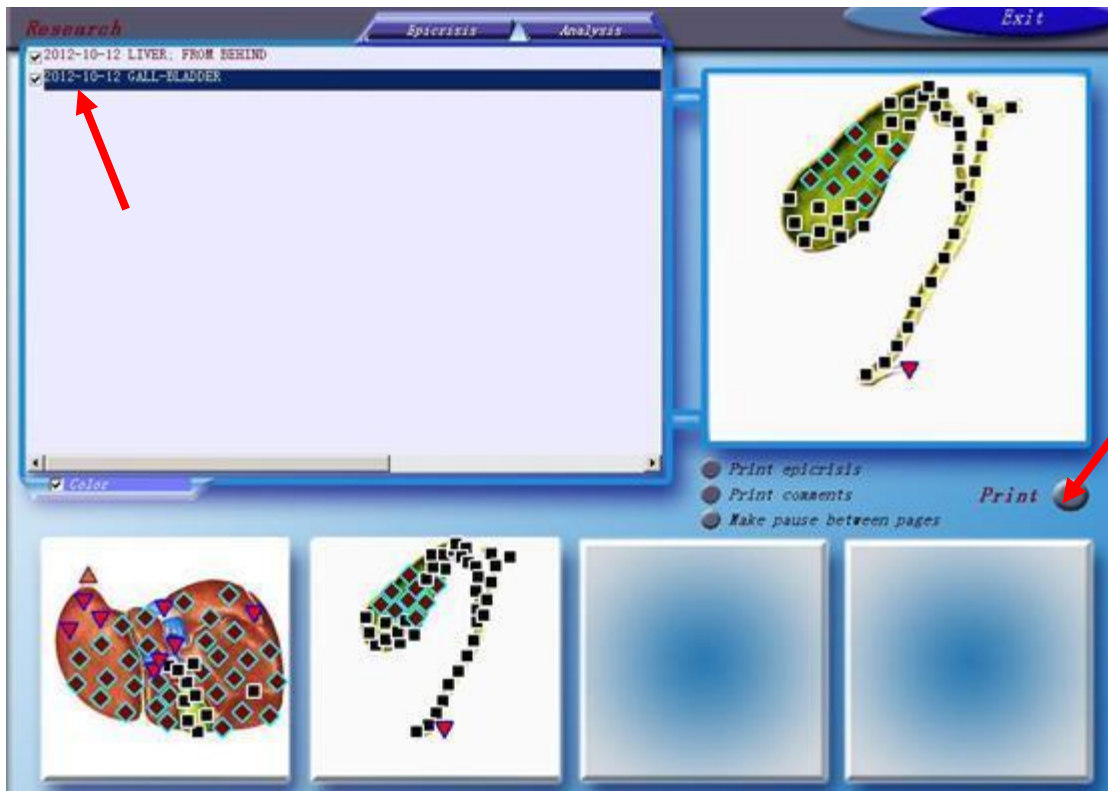 Research
Epicrisis
Analysis
Exit
2012-10-12 LIVER; FROM BEHIND
2012-10-12 GALL-BLADDER
Color
Print epicrisis
Print comments
Make pause between pages
Print